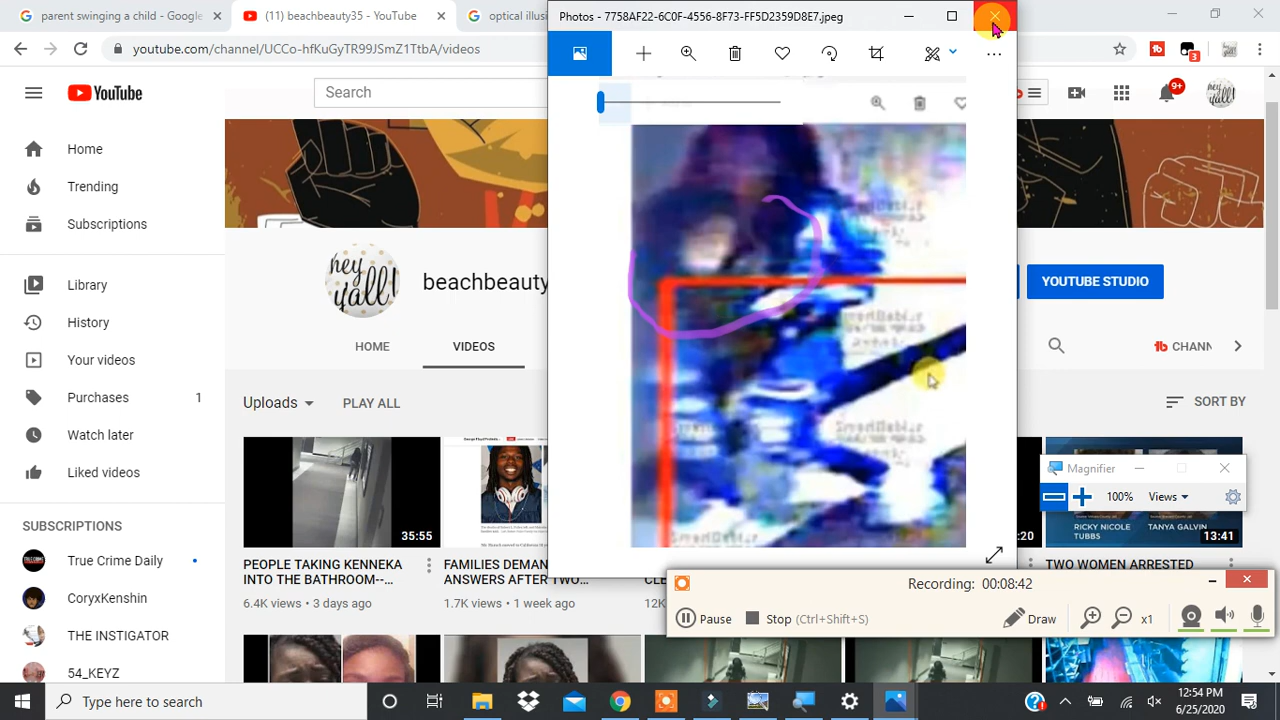 parent swinging a child - Google
(11) beachbeauty35 - YouTube
optical illus
Photos - 7758AF22-6C0F-4556-8F73-FF5D2359D8E7.jpeg
youtube.com/channel/UCCo-hfKuGyTR99JSmZ1TtbA/videos
3
YouTube
Search
9+
hey y'all!
Home
Trending
Subscriptions
Library
History
Your videos
Purchases 1
Watch later
Liked videos
SUBSCRIPTIONS
True Crime Daily
CoryxKenshin
THE INSTIGATOR
54_KEYZ
hey
y'all!
beachbeauty
YOUTUBE STUDIO
HOME
VIDEOS
CHANN
Uploads
PLAY ALL
SORT BY
35:55
PEOPLE TAKING KENNEKA
INTO THE BATHROOM--
6.4K views • 3 days ago
FAMILIES DEMAN
ANSWERS AFTER TWO
1.7K views • 1 week ago
CLE
12K
:20
Magnifier
100% Views
RICKY NICOLE
TUBBS
TANYA GALVIN
13:41
TWO WOMEN ARRESTED
Recording: 00:08:42
Pause
Stop (Ctrl+Shift+S)
Draw
x1
Type here to search
12:54 PM
6/25/2020